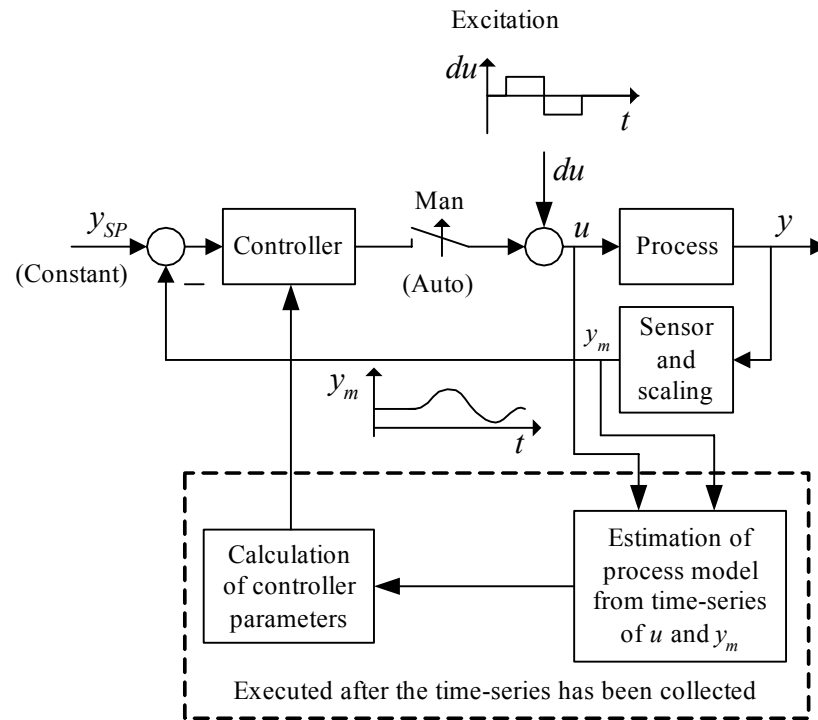 Excitation
du
t
du
Man
y_SP
Controller
u
Process
y
(Constant)
(Auto)
−
y_m
Sensor
and
scaling
y_m
t
Calculation
of controller
parameters
Estimation of
process model
from time-series
of u and y_m
Executed after the time-series has been collected